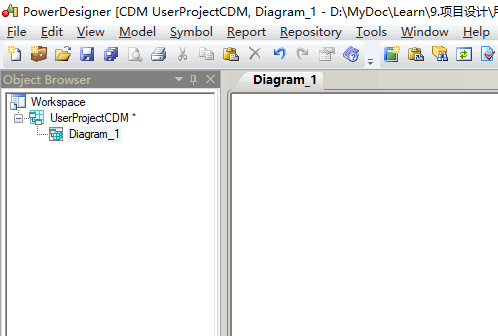 PowerDesigner [CDM UserProjectCDM, Diagram_1 - D:\MyDoc\Learn\9.项目设计\
File Edit View Model Symbol Report Repository Tools Window Help
Object Browser
Diagram_1
Workspace
UserProjectCDM *
Diagram_1